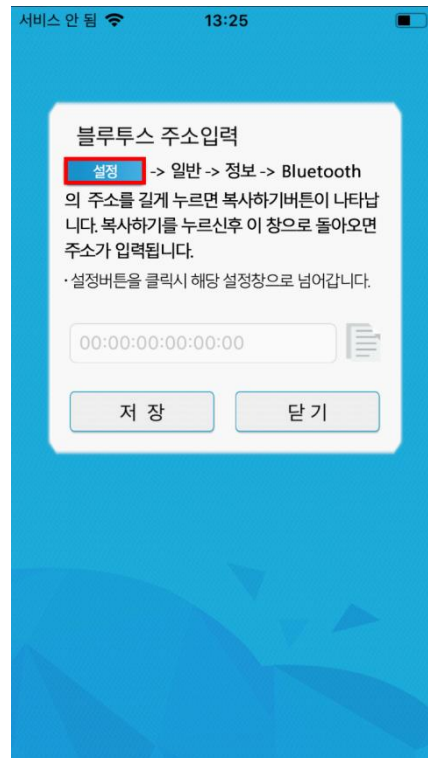 서비스 안 됨 13:25
블루투스 주소입력
설정 -> 일반 -> 정보 -> Bluetooth
의 주소를 길게 누르면 복사하기버튼이 나타납
니다. 복사하기를 누르신후 이 창으로 돌아오면
주소가 입력됩니다.
·설정버튼을 클릭시 해당 설정창으로 넘어갑니다.
00:00:00:00:00:00
저 장 닫 기